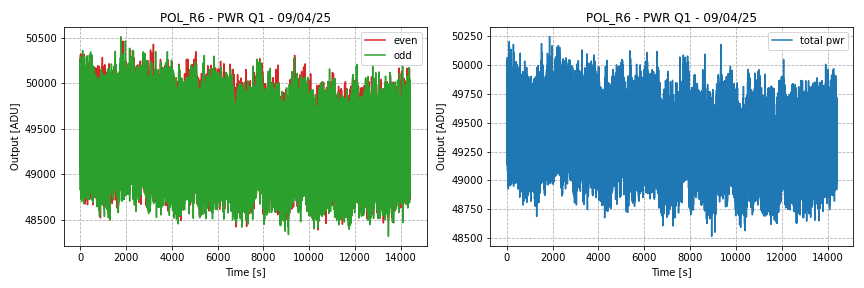 POL_R6 - PWR Q1 - 09/04/25
even
odd
Output [ADU]
50500
50000
49500
49000
48500
0 2000 4000 6000 8000 10000 12000 14000
Time [s]
POL_R6 - PWR Q1 - 09/04/25
total pwr
Output [ADU]
50250
50000
49750
49500
49250
49000
48750
48500
0 2000 4000 6000 8000 10000 12000 14000
Time [s]